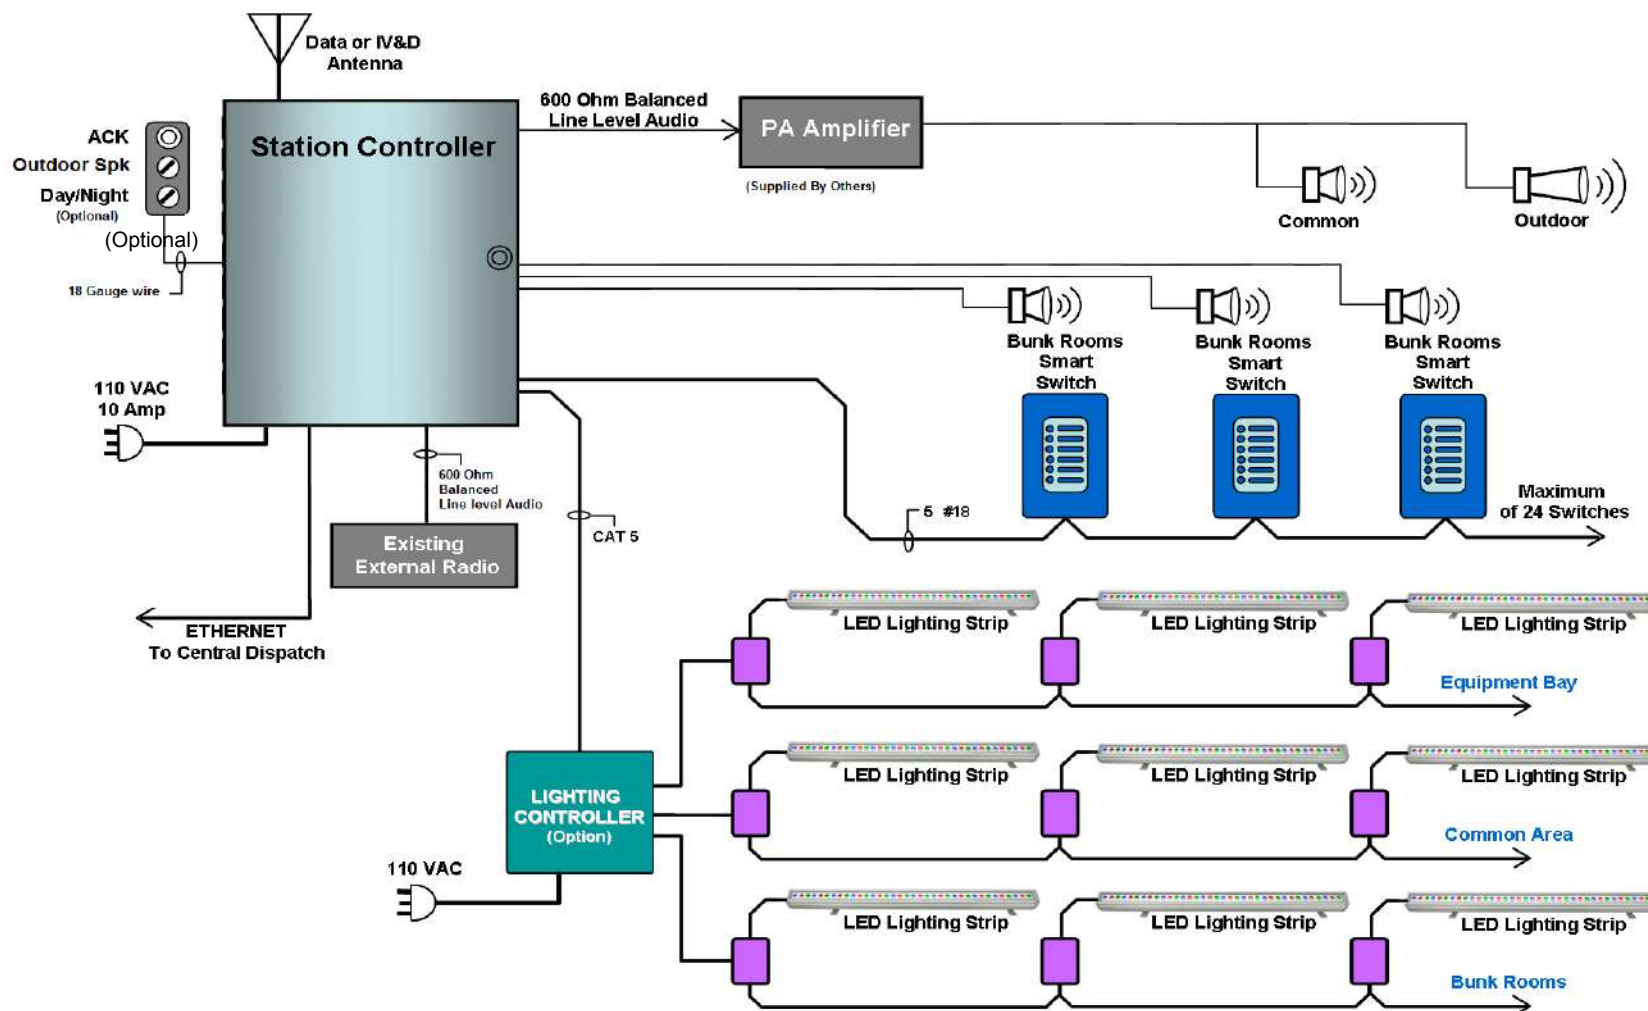 Data or IV&D
Antenna
ACK
Outdoor Spk
Day/Night
(Optional)
(Optional)
18 Gauge wire
Station Controller
600 Ohm Balanced
Line Level Audio
PA Amplifier
(Supplied By Others)
Common
Outdoor
Bunk Rooms
Smart
Switch
Bunk Rooms
Smart
Switch
Bunk Rooms
Smart
Switch
110 VAC
10 Amp
600 Ohm
Balanced
Line level Audio
Existing
External Radio
CAT 5
5 #18
Maximum
of 24 Switches
ETHERNET
To Central Dispatch
LED Lighting Strip
LED Lighting Strip
LED Lighting Strip
Equipment Bay
LIGHTING
CONTROLLER
(Option)
110 VAC
LED Lighting Strip
LED Lighting Strip
LED Lighting Strip
Common Area
LED Lighting Strip
LED Lighting Strip
LED Lighting Strip
Bunk Rooms